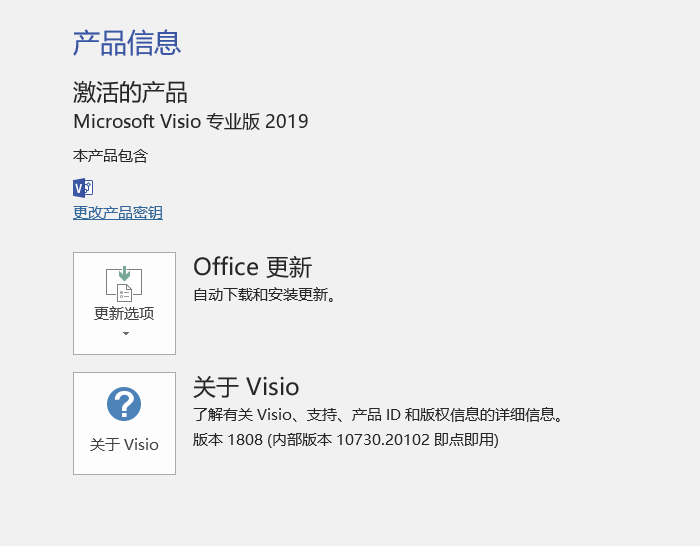 产品信息
激活的产品
Microsoft Visio 专业版 2019
本产品包含
V
更改产品密钥
Office 更新
自动下载和安装更新。
更新选项
关于 Visio
了解有关 Visio、支持、产品 ID 和版权信息的详细信息。
?
关于 Visio
版本 1808 (内部版本 10730.20102 即点即用)